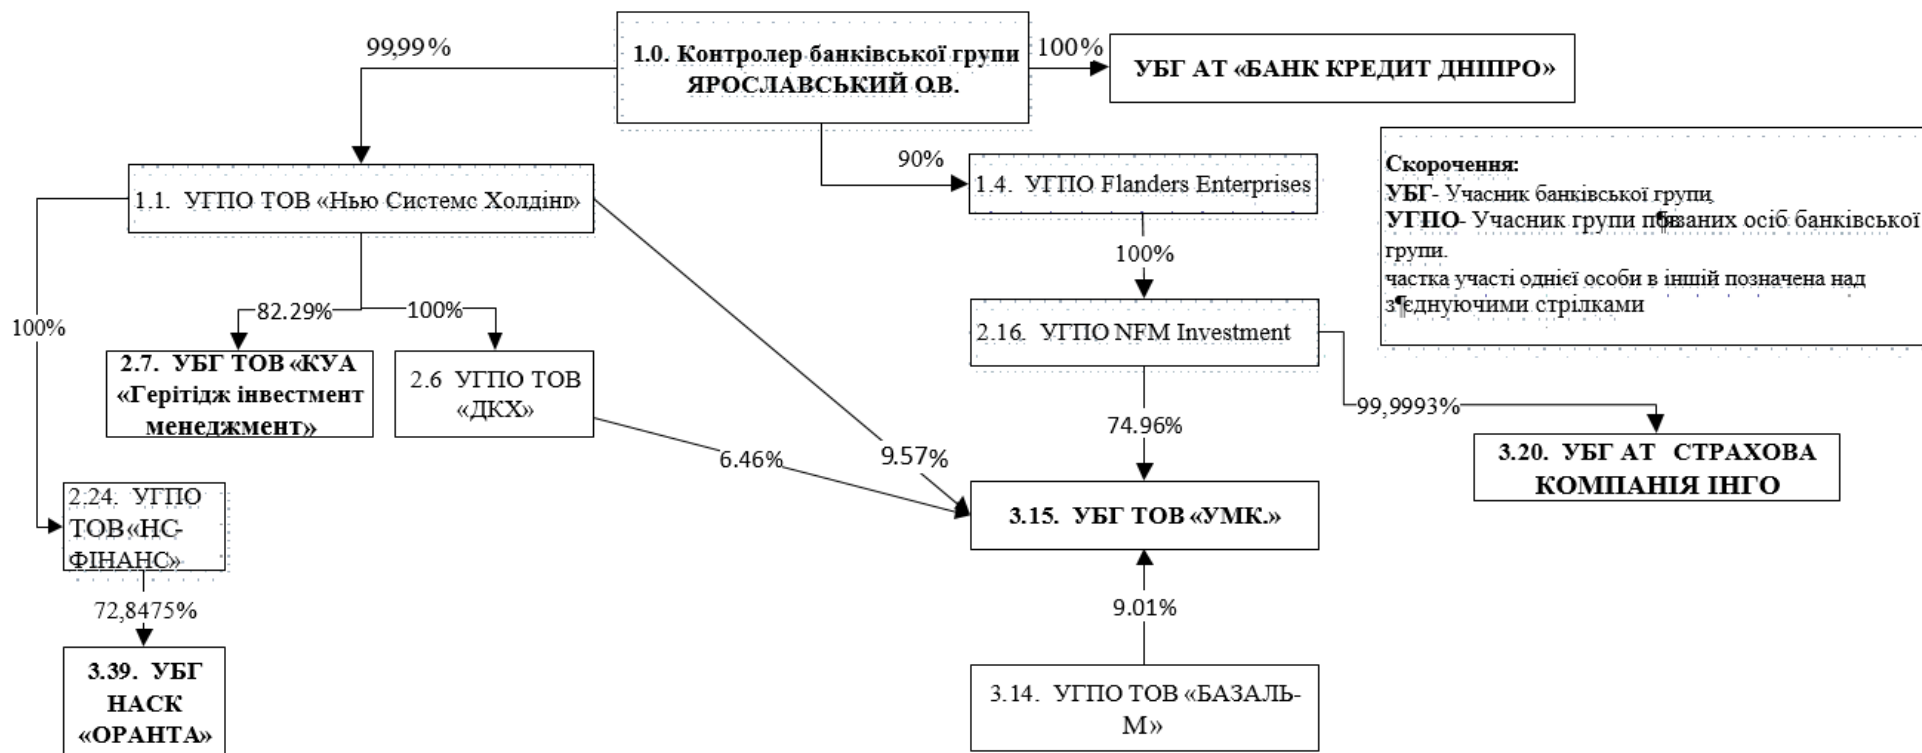 99,99%
1.0. Контролер банківської групи
ЯРОСЛАВСЬКИЙ О.В.
100%
УБГ АТ «БАНК КРЕДИТ ДНІПРО»
90%
1.1. УГПО ТОВ «Нью Системс Холдінг»
1.4. УГПО Flanders Enterprises
Скорочення:
УБГ- Учасник банківської групи,
УГПО- Учасник групи осіб банківської
групи.
частка участі однієї особи в іншій позначена над
з¶єднуючими стрілками
100%
100%
82.29%
100%
2.16. УГПО NFM Investment
2.7. УБГ ТОВ «КУА
«Герітідж інвестмент
менеджмент»
2.6 УГПО ТОВ
«ДКХ»
99,9993%
74.96%
6.46%
9.57%
3.20. УБГ АТ СТРАХОВА
КОМПАНІЯ ІНГО
2.24. УГПО
ТОВ«НС-
ФІНАНС»
3.15. УБГ ТОВ «УМК.»
72,8475%
9.01%
3.39. УБГ
НАСК
«ОРАНТА»
3.14. УГПО ТОВ «БАЗАЛЬ-
М»